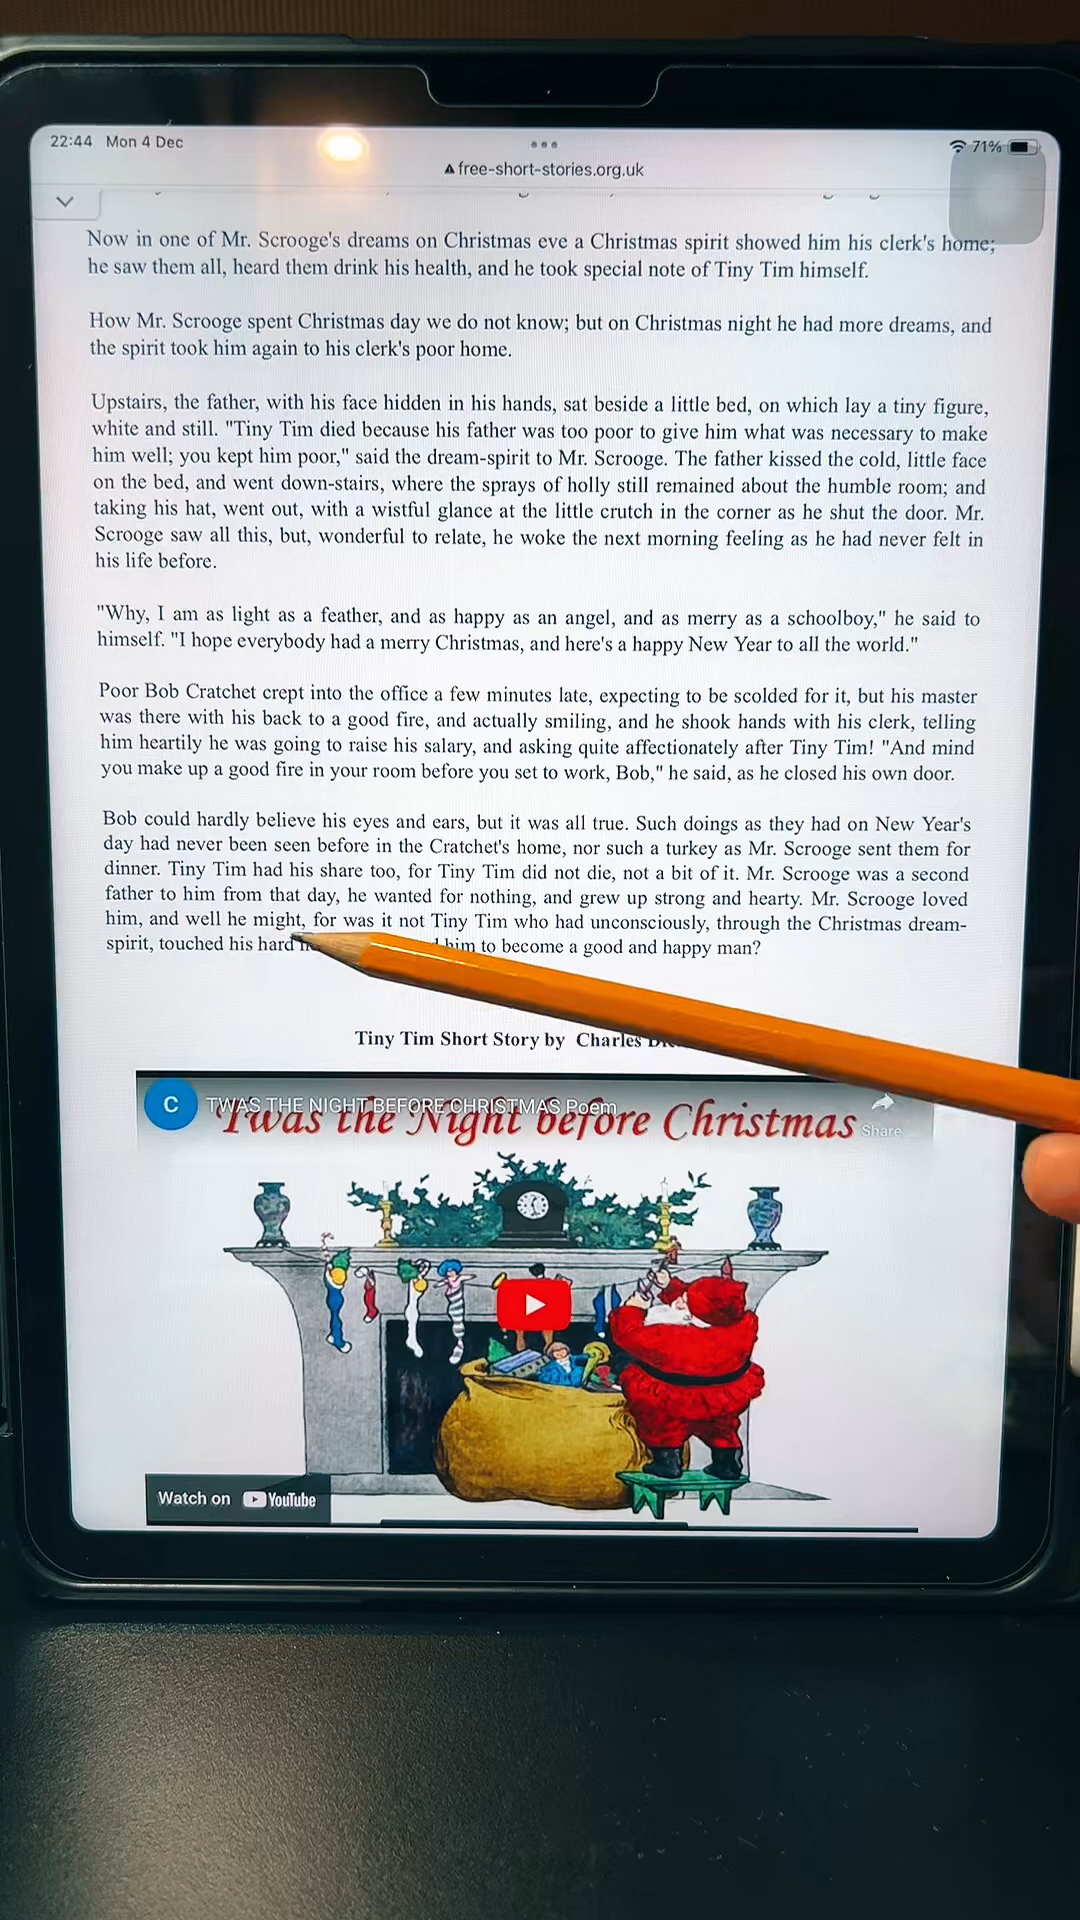 22:44 Mon 4 Dec
71%
free-short-stories.org.uk
Now in one of Mr. Scrooge's dreams on Christmas eve a Christmas spirit showed him his clerk's home;
he saw them all, heard them drink his health, and he took special note of Tiny Tim himself.
How Mr. Scrooge spent Christmas day we do not know; but on Christmas night he had more dreams, and
the spirit took him again to his clerk's poor home.
Upstairs, the father, with his face hidden in his hands, sat beside a little bed, on which lay a tiny figure,
white and still. "Tiny Tim died because his father was too poor to give him what was necessary to make
him well; you kept him poor," said the dream-spirit to Mr. Scrooge. The father kissed the cold, little face
on the bed, and went down-stairs, where the sprays of holly still remained about the humble room; and
taking his hat, went out, with a wistful glance at the little crutch in the corner as he shut the door. Mr.
Scrooge saw all this, but, wonderful to relate, he woke the next morning feeling as he had never felt in
his life before.
"Why, I am as light as a feather, and as happy as an angel, and as merry as a schoolboy," he said to
himself. "I hope everybody had a merry Christmas, and here's a happy New Year to all the world."
Poor Bob Cratchet crept into the office a few minutes late, expecting to be scolded for it, but his master
was there with his back to a good fire, and actually smiling, and he shook hands with his clerk, telling
him heartily he was going to raise his salary, and asking quite affectionately after Tiny Tim! "And mind
you make up a good fire in your room before you set to work, Bob," he said, as he closed his own door.
Bob could hardly believe his eyes and ears, but it was all true. Such doings as they had on New Year's
day had never been seen before in the Cratchet's home, nor such a turkey as Mr. Scrooge sent them for
dinner. Tiny Tim had his share too, for Tiny Tim did not die, not a bit of it. Mr. Scrooge was a second
father to him from that day, he wanted for nothing, and grew up strong and hearty. Mr. Scrooge loved
him, and well he might, for was it not Tiny Tim who had unconsciously, through the Christmas dream-
spirit, touched his hard him to become a good and happy man?
Tiny Tim Short Story by Charles
C TWAS THE NIGHT BEFORE CHRISTMAS Poem
'Twas the Night before Christmas
Share
Watch on YouTube